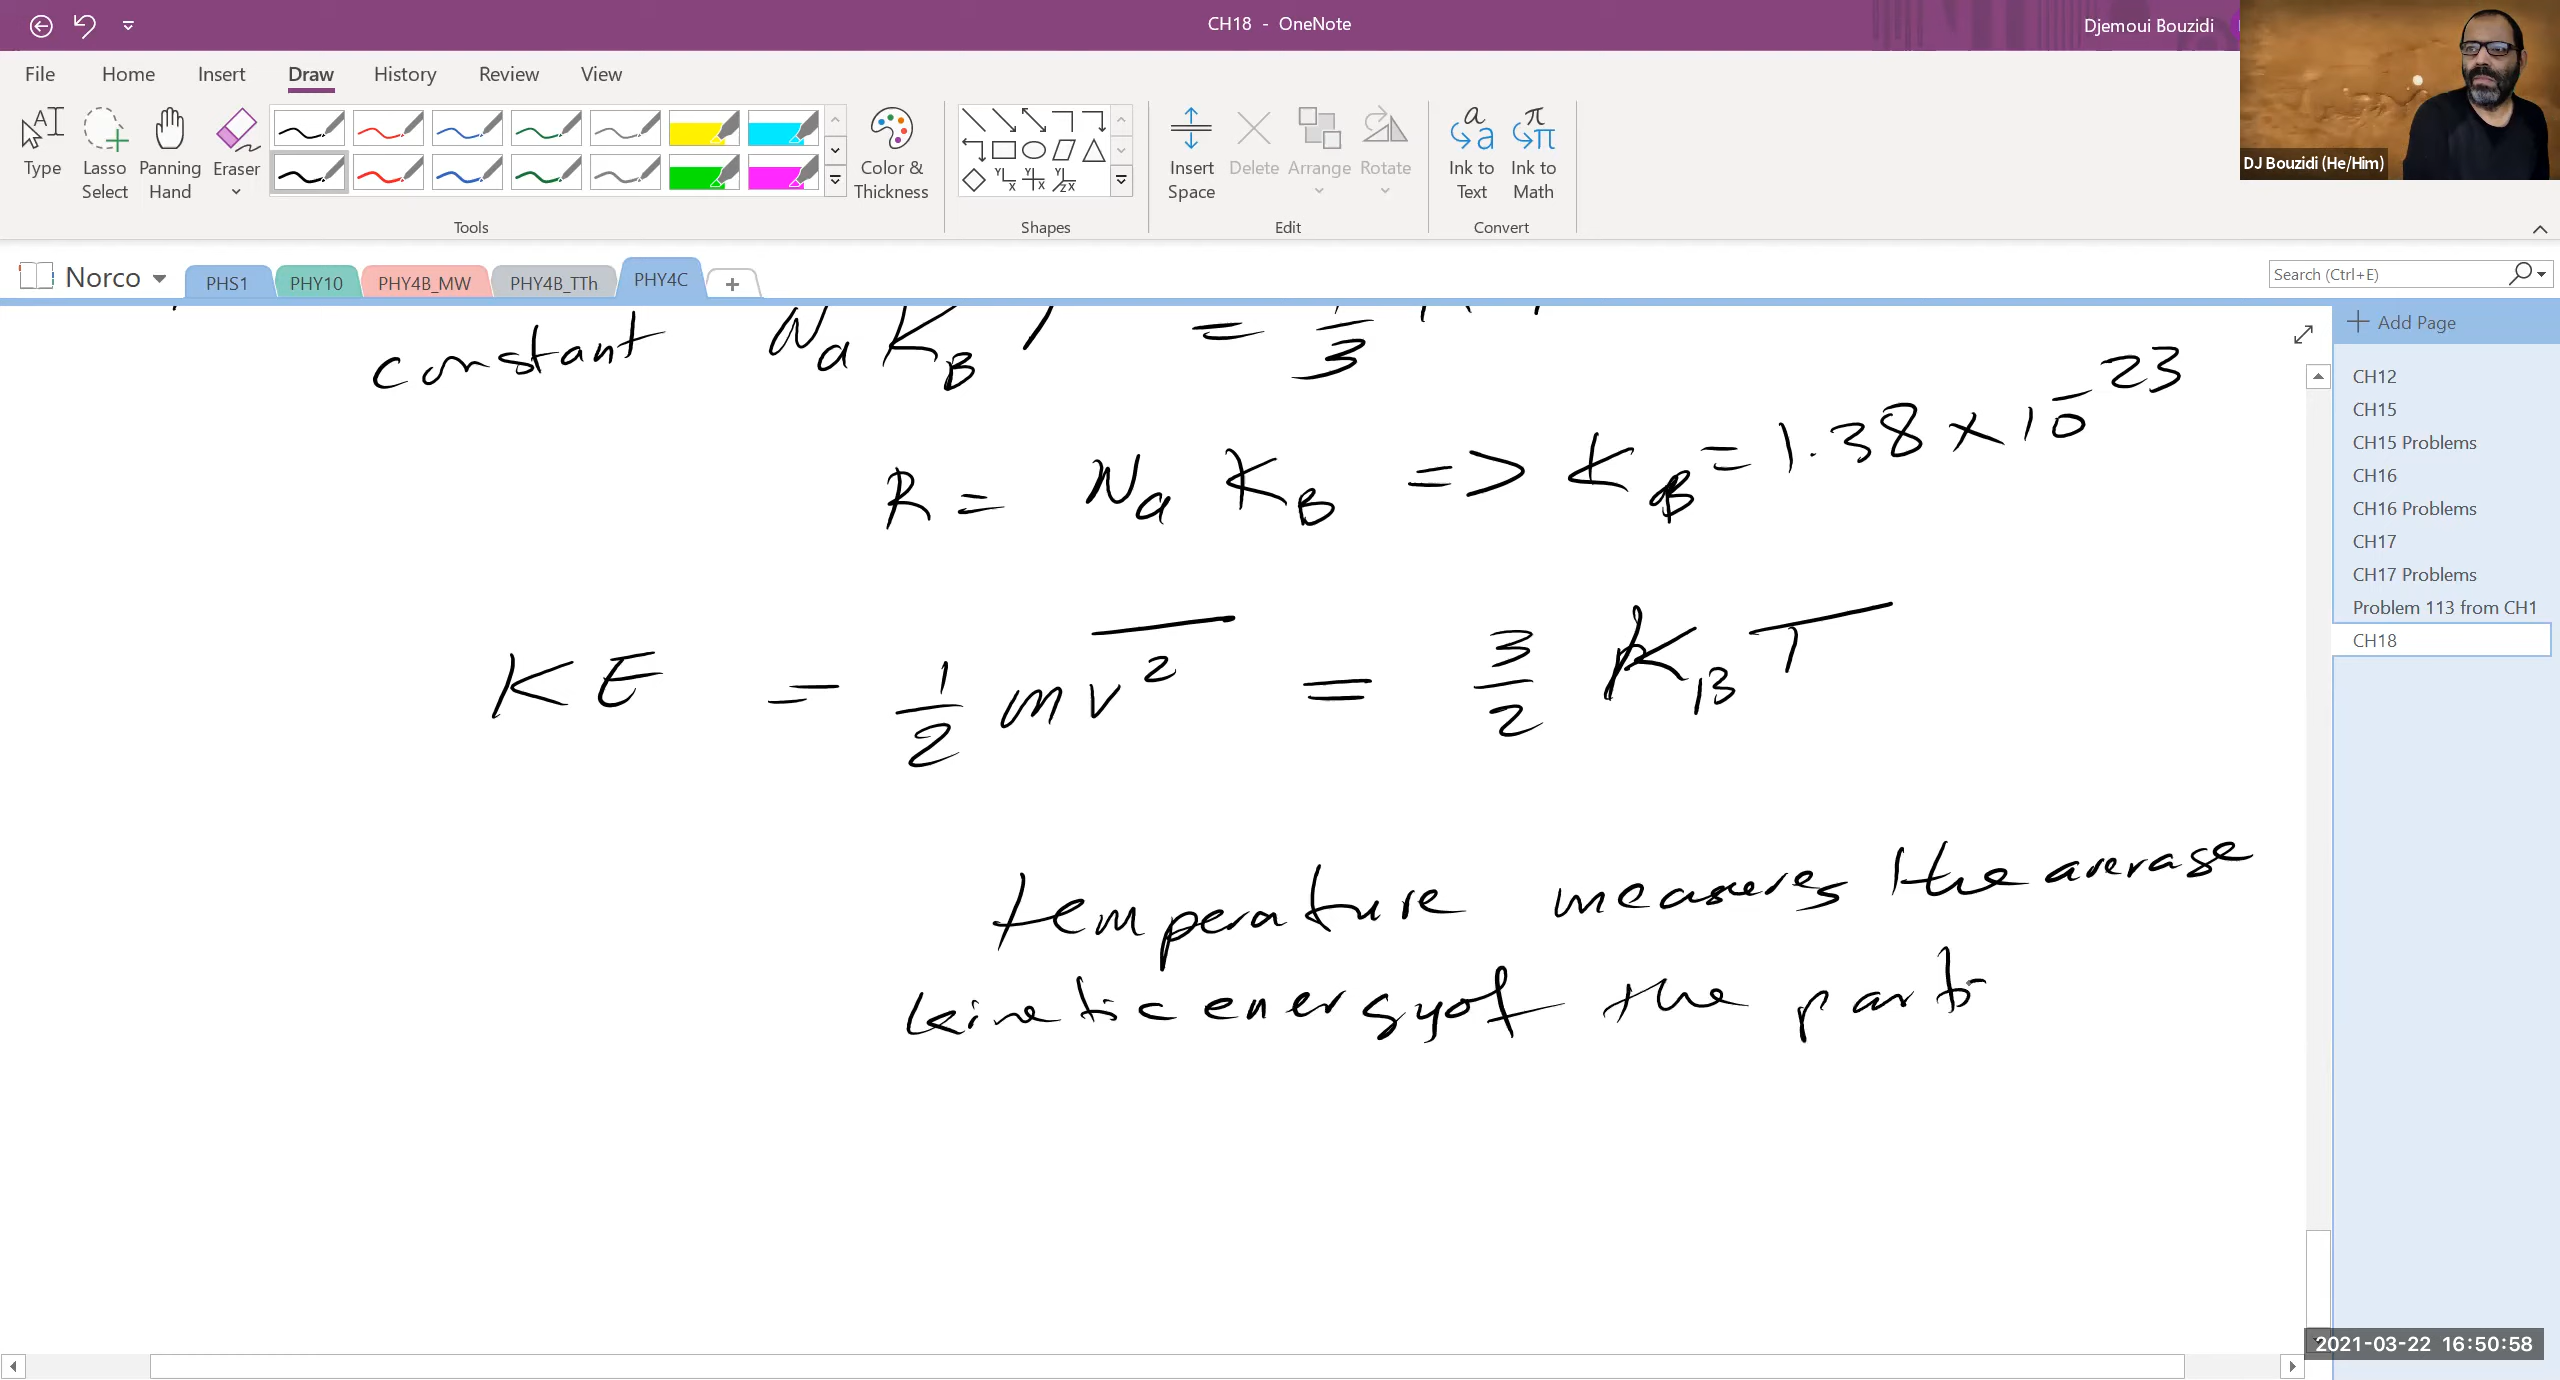 CH18 - OneNote
Djemoui Bouzidi
File Home Insert Draw History Review View
Type
Lasso Select
Panning Hand
Eraser
Color & Thickness
Insert Space
Delete
Arrange
Rotate
Ink to Text
Ink to Math
Tools Shapes Edit Convert
DJ Bouzidi (He/Him)
Norco PHS1 PHY10 PHY4B_MW PHY4B_TTh PHY4C
Search (Ctrl+E)
constant Na KB = /3
R = Na KB => KB = 1.38 × 10^-23
KE = 1/2 m v̅² = 3/2 KB T
temperature measures the average
kinetic energy of the part
Add Page
CH12
CH15
CH15 Problems
CH16
CH16 Problems
CH17
CH17 Problems
Problem 113 from CH1
CH18
2021-03-22 16:50:58